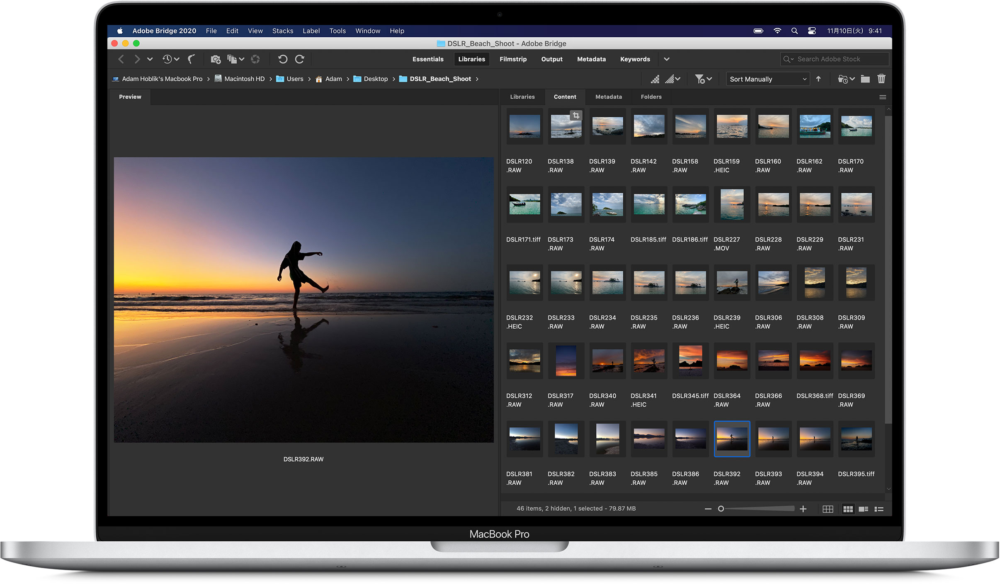 Adobe Bridge 2020 File Edit View Stacks Label Tools Window Help 11月10日(火) 9:41
DSLR_Beach_Shoot - Adobe Bridge
Essentials Libraries Filmstrip Output Metadata Keywords Search Adobe Stock
Adam Hoblik's Macbook Pro > Macintosh HD > Users > Adam > Desktop > DSLR_Beach_Shoot > Sort Manually
Preview
Libraries Content Metadata Folders
DSLR120 DSLR138 DSLR139 DSLR142 DSLR158 DSLR159 DSLR160 DSLR162 DSLR170
.RAW .RAW .RAW .RAW .RAW .HEIC .RAW .RAW .RAW
DSLR171.tiff DSLR173 DSLR174 DSLR185.tiff DSLR186.tiff DSLR227 DSLR228 DSLR229 DSLR231
.RAW .RAW .MOV .RAW .RAW .RAW
DSLR232 DSLR233 DSLR234 DSLR235 DSLR236 DSLR239 DSLR306 DSLR308 DSLR309
.HEIC .RAW .RAW .RAW .RAW .HEIC .RAW .RAW .RAW
DSLR312 DSLR317 DSLR340 DSLR341 DSLR345.tiff DSLR364 DSLR366 DSLR368.tiff DSLR369
.RAW .RAW .RAW .HEIC .RAW .RAW .RAW
DSLR381 DSLR382 DSLR383 DSLR385 DSLR386 DSLR392 DSLR393 DSLR394 DSLR395.tiff
.RAW .RAW .RAW .RAW .RAW .RAW .RAW .RAW
DSLR392.RAW
46 items, 2 hidden, 1 selected - 79.87 MB
MacBook Pro